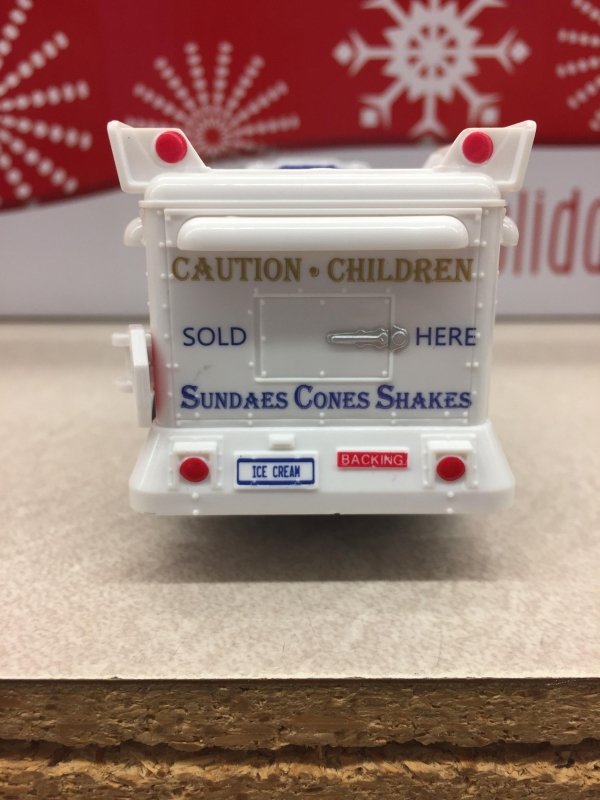 CAUTION • CHILDREN
SOLD HERE
SUNDAES CONES SHAKES
ICE CREAM
BACKING